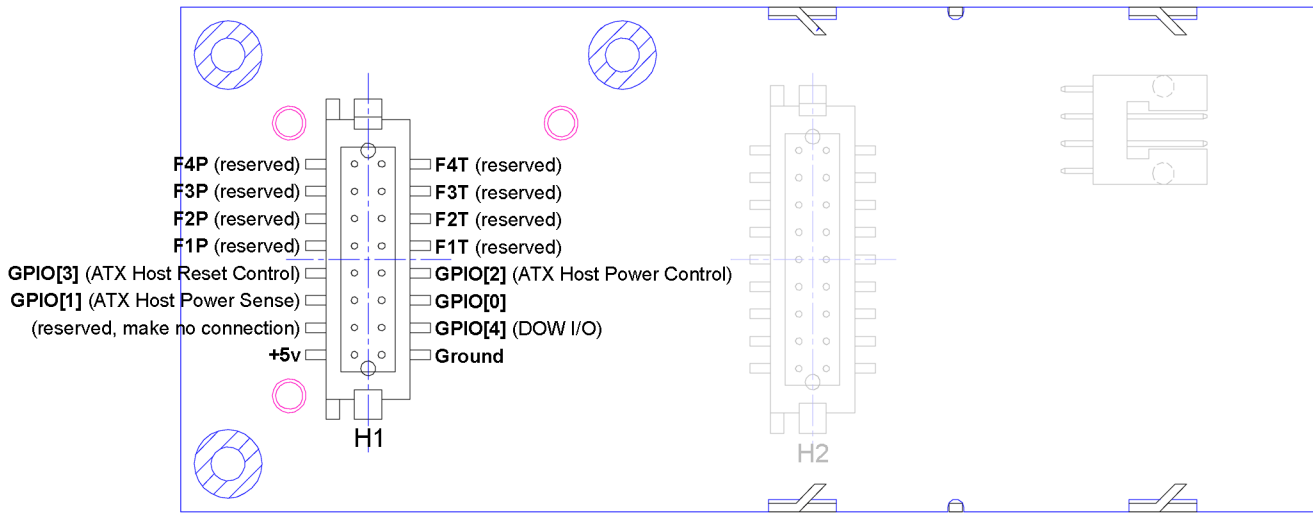 F4P (reserved) F4T (reserved)
F3P (reserved) F3T (reserved)
F2P (reserved) F2T (reserved)
F1P (reserved) F1T (reserved)
GPIO[3] (ATX Host Reset Control) GPIO[2] (ATX Host Power Control)
GPIO[1] (ATX Host Power Sense) GPIO[0]
(reserved, make no connection) GPIO[4] (DOW I/O)
+5v Ground
H1
H2